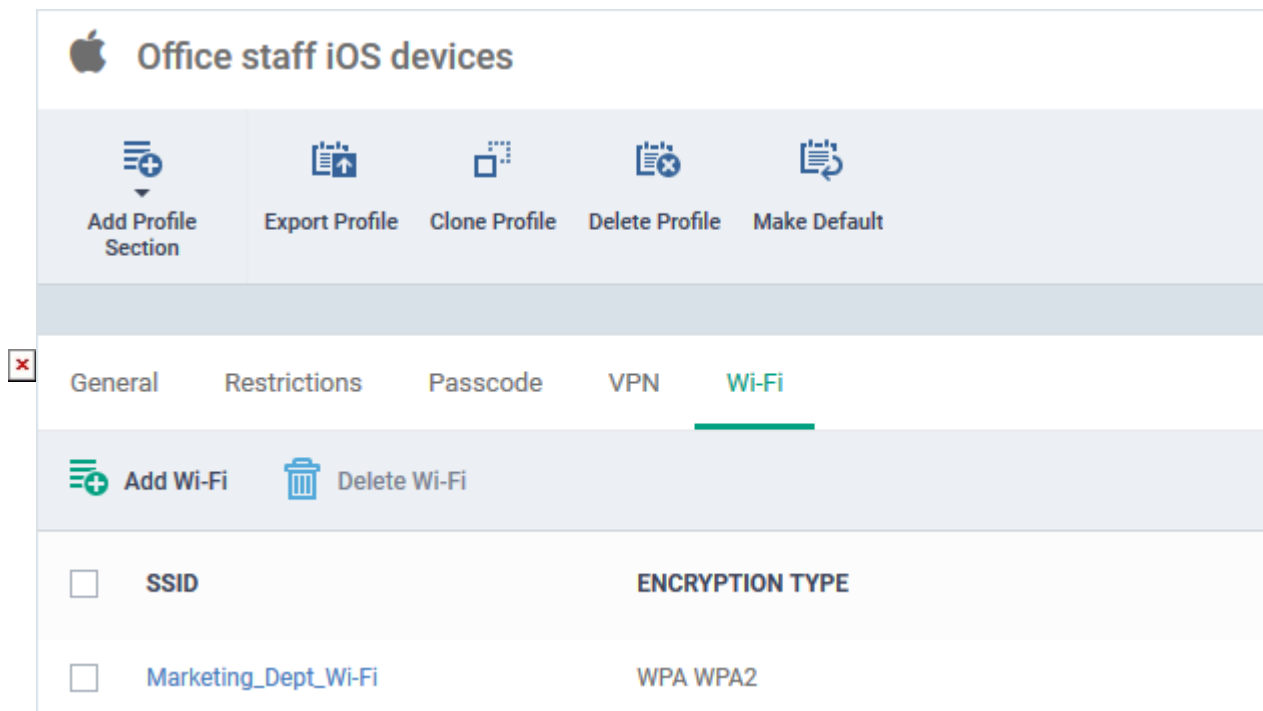 Office staff iOS devices
Add Profile
Section
Export Profile
Clone Profile
Delete Profile
Make Default
General Restrictions Passcode VPN Wi-Fi
Add Wi-Fi Delete Wi-Fi
SSID ENCRYPTION TYPE
Marketing_Dept_Wi-Fi WPA WPA2